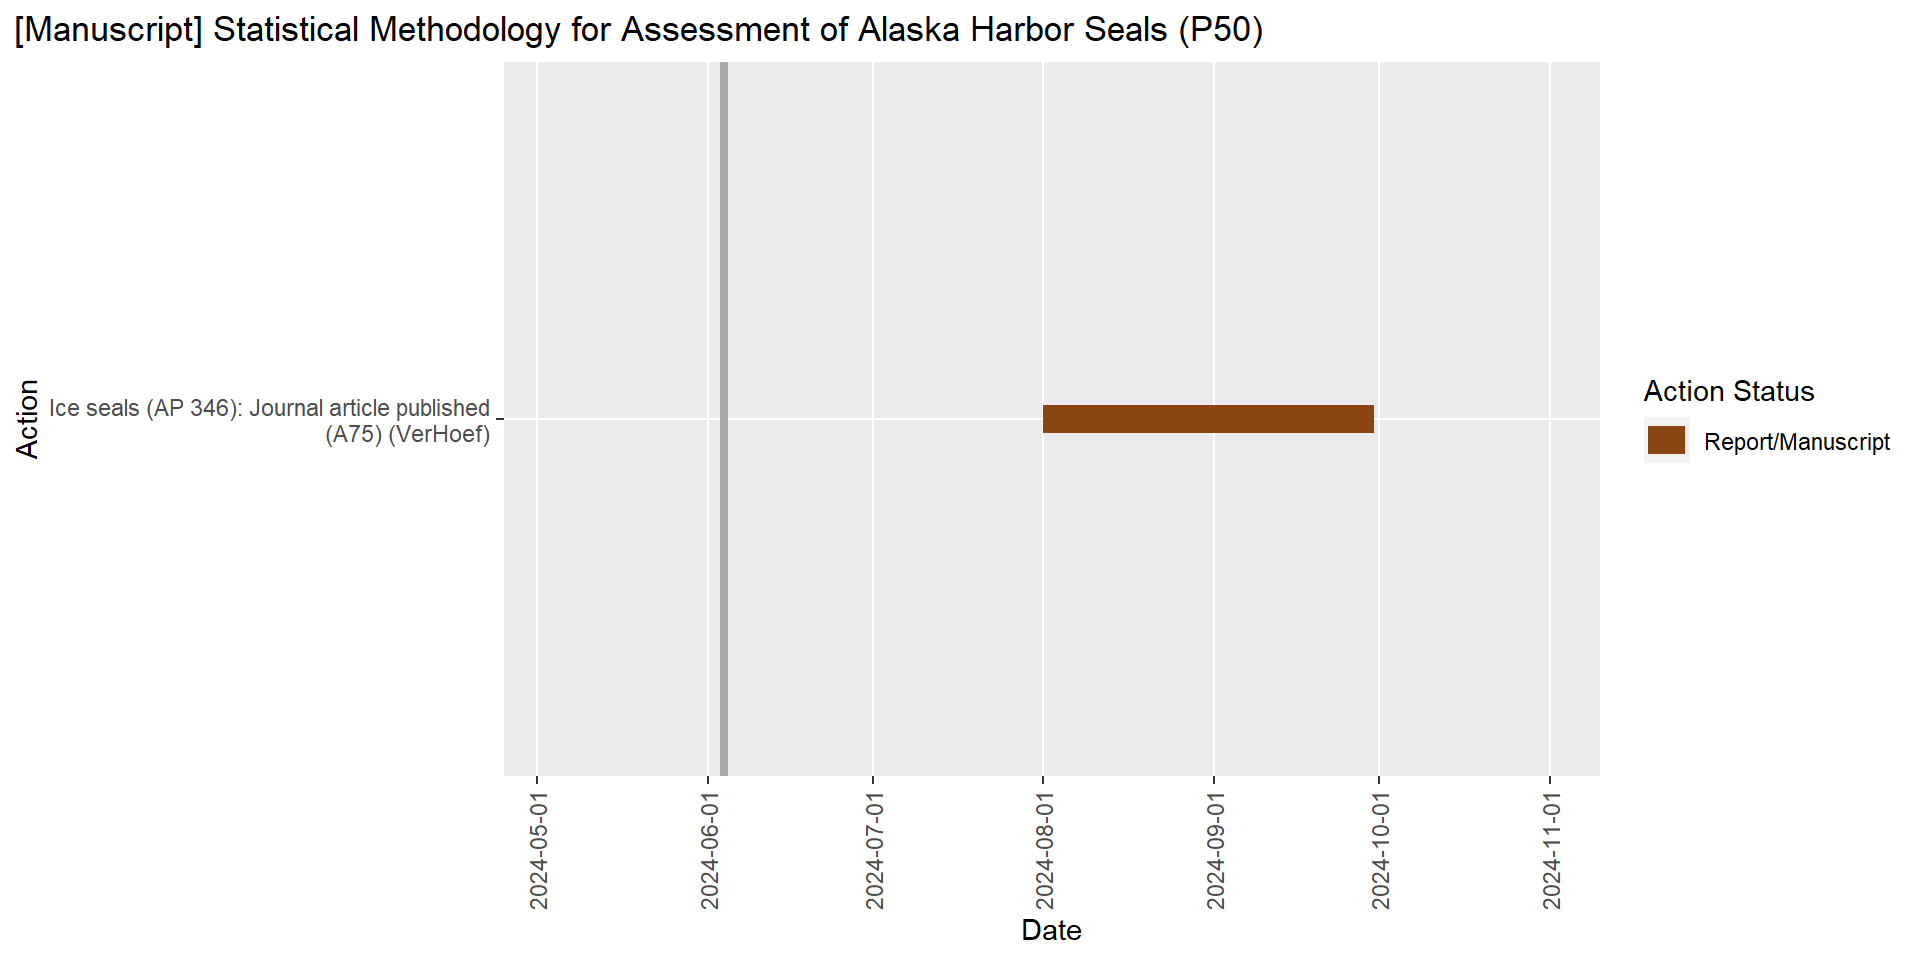 [Manuscript] Statistical Methodology for Assessment of Alaska Harbor Seals (P50)
Action
Ice seals (AP 346): Journal article published
(A75) (VerHoef)
2024-05-01
2024-06-01
2024-07-01
2024-08-01
2024-09-01
2024-10-01
2024-11-01
Date
Action Status
Report/Manuscript